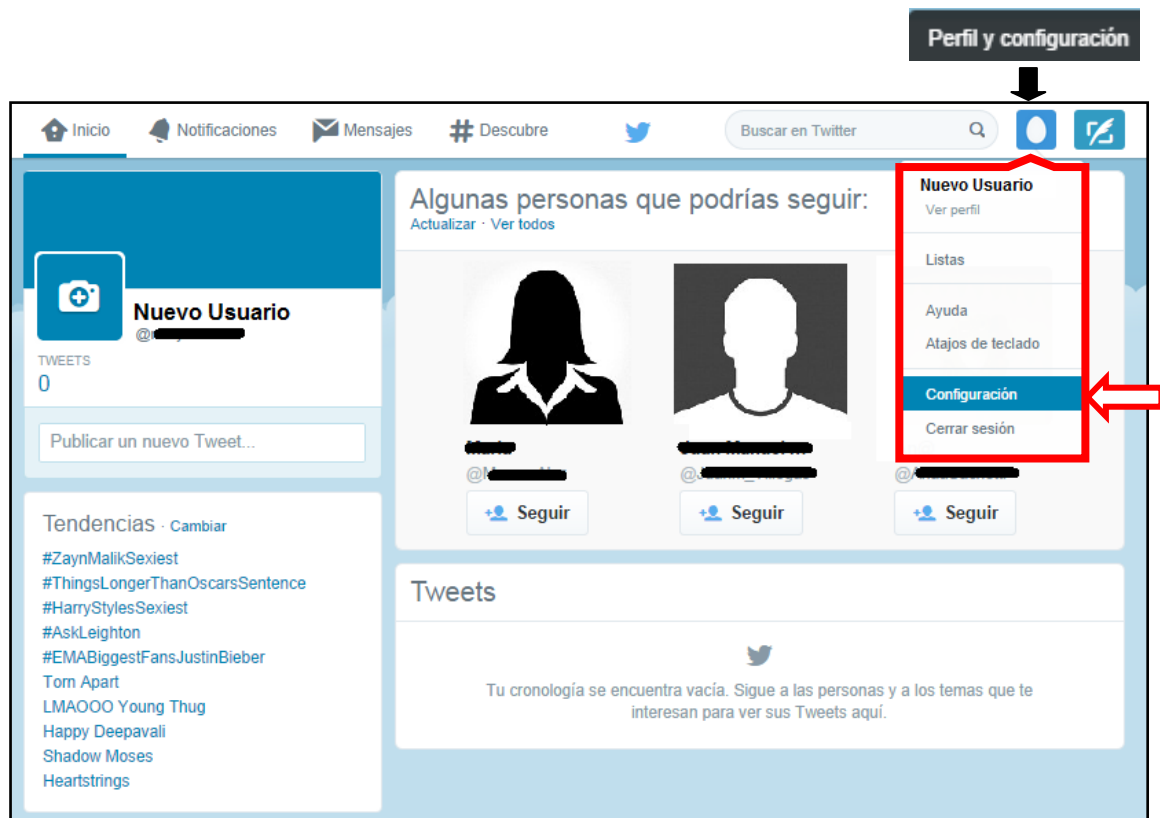 Perfil y configuración
Inicio
Notificaciones
Mensajes
Descubre
Buscar en Twitter
Nuevo Usuario
@
TWEETS
0
Publicar un nuevo Tweet...
Tendencias · Cambiar
#ZaynMalikSexiest
#ThingsLongerThanOscarsSentence
#HarryStylesSexiest
#AskLeighton
#EMABiggestFansJustinBieber
Torn Apart
LMAOOO Young Thug
Happy Deepavali
Shadow Moses
Heartstrings
Algunas personas que podrías seguir:
Actualizar · Ver todos
@
Seguir
@
Seguir
@
Seguir
Nuevo Usuario
Ver perfil
Listas
Ayuda
Atajos de teclado
Configuración
Cerrar sesión
Tweets
Tu cronología se encuentra vacía. Sigue a las personas y a los temas que te
interesan para ver sus Tweets aquí.